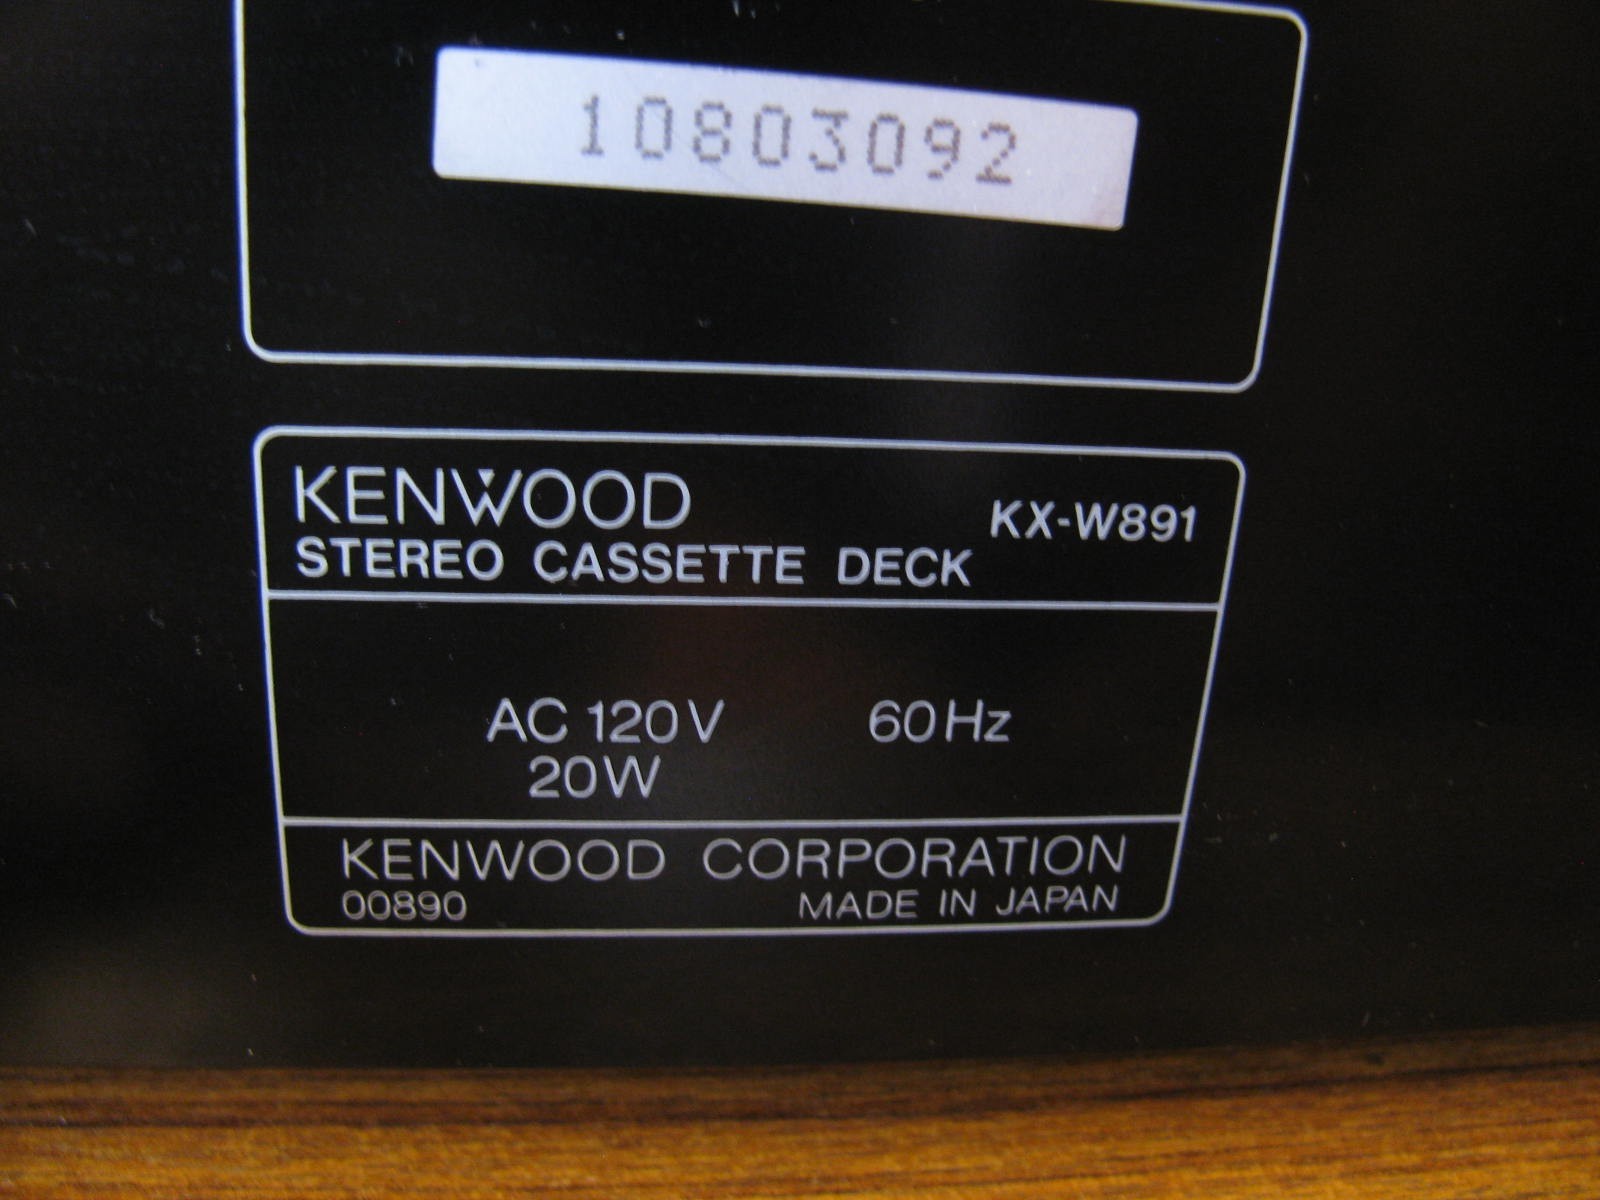 10803092
KENWOOD KX-W891
STEREO CASSETTE DECK
AC 120V 60Hz
20W
KENWOOD CORPORATION
00890 MADE IN JAPAN